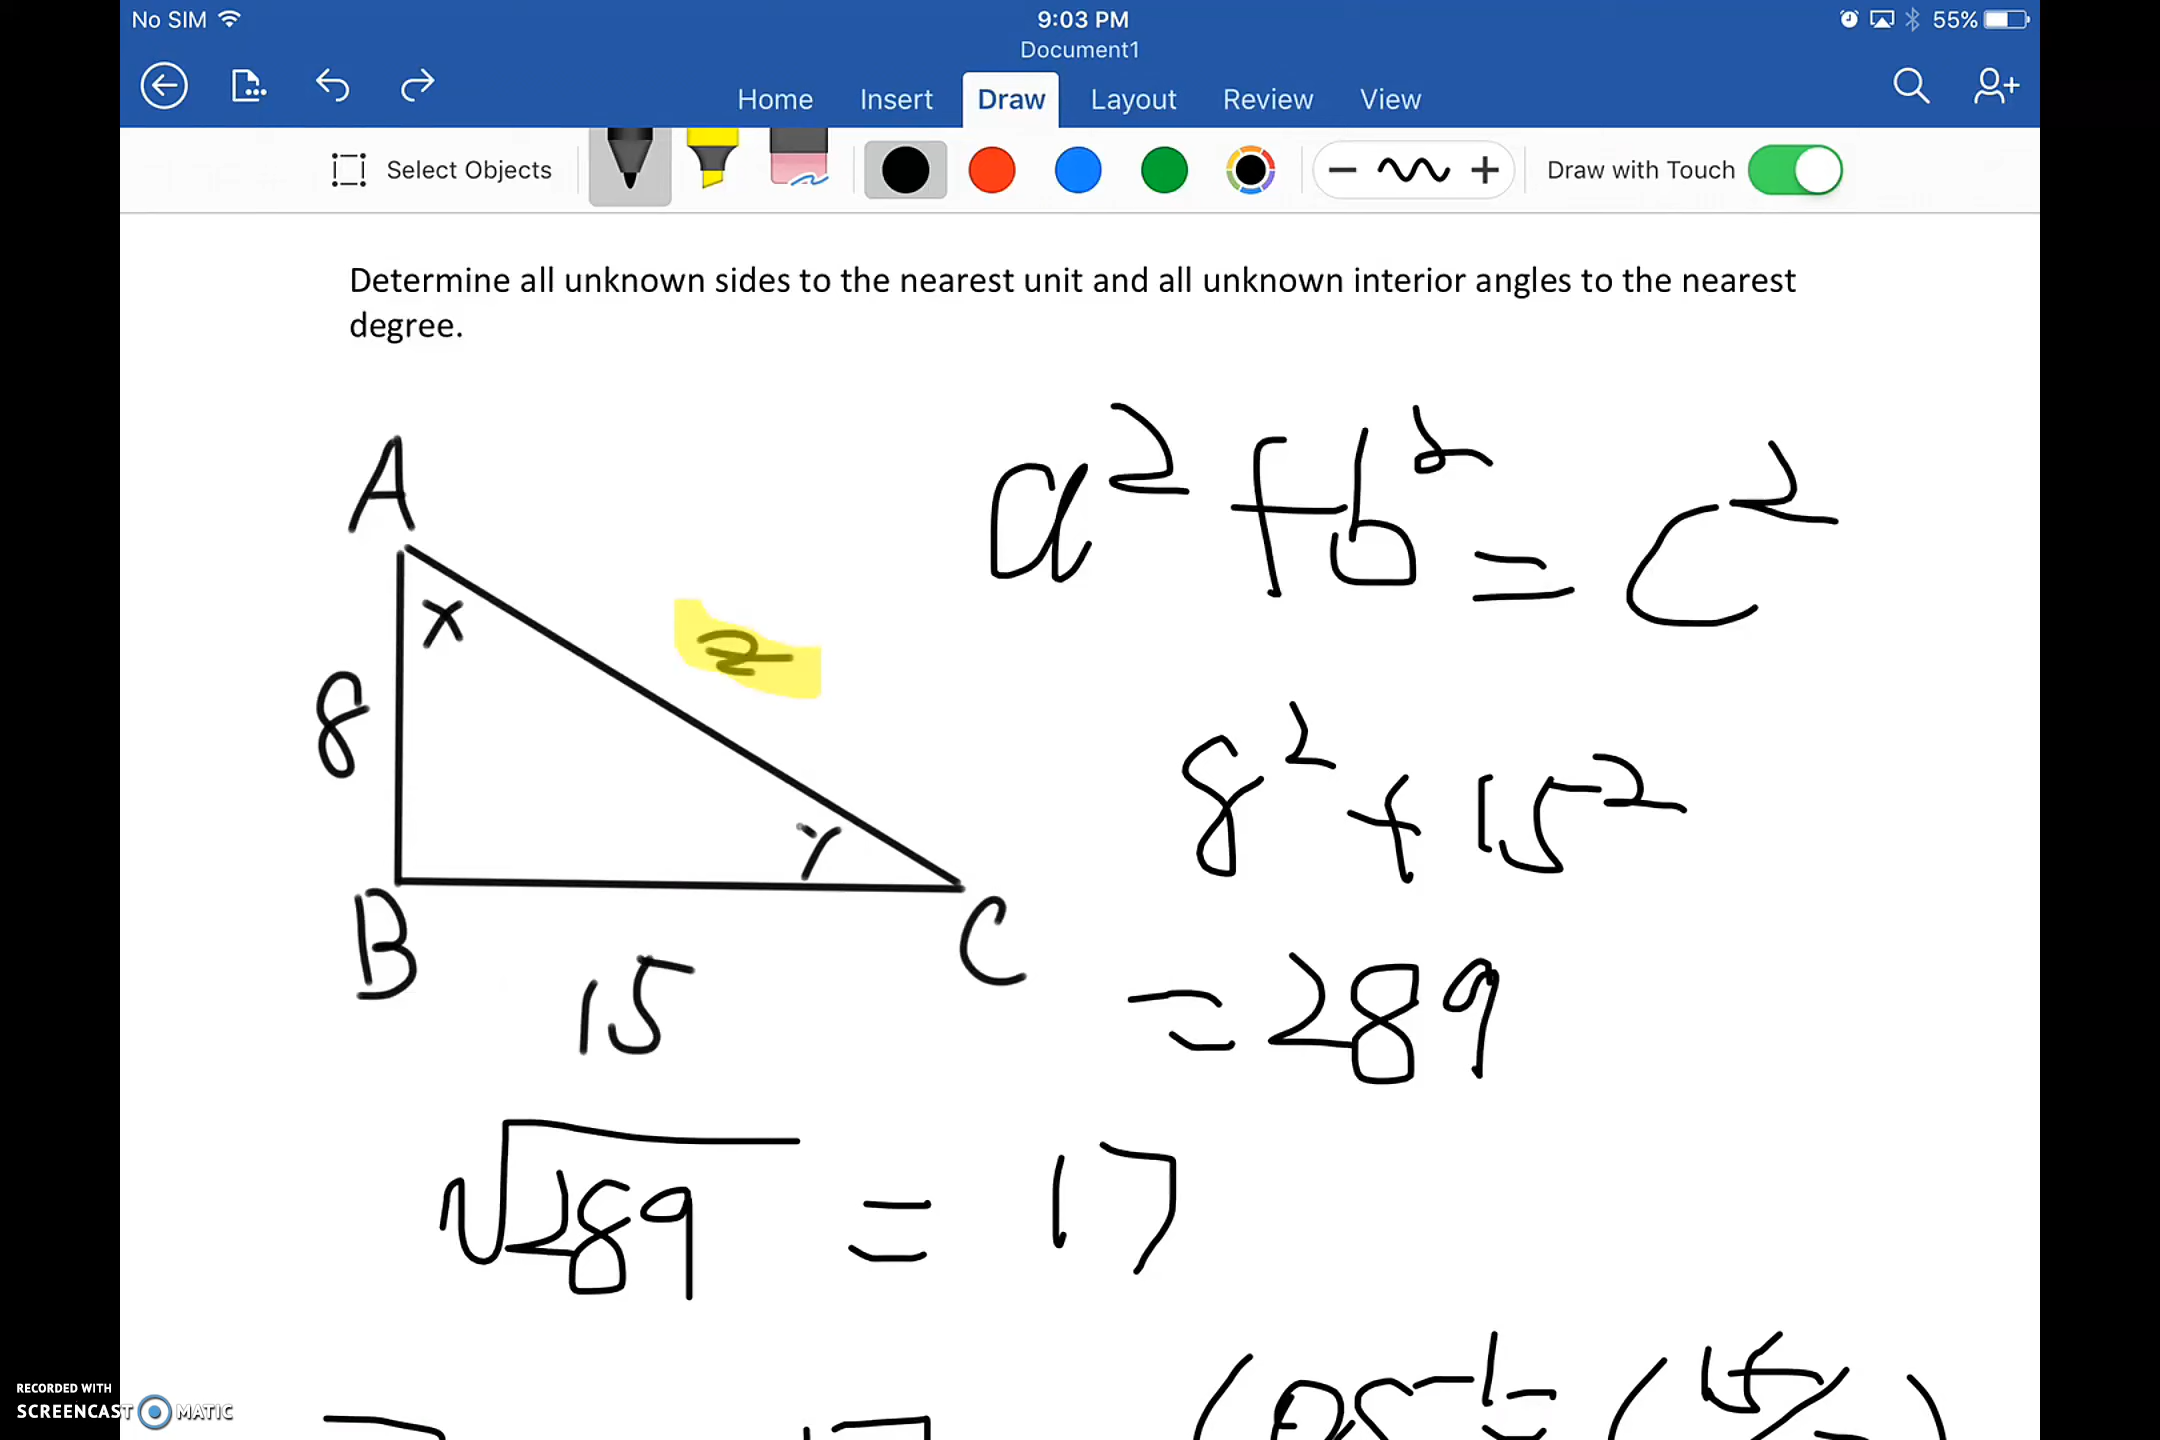 No SIM 9:03 PM 55%
Document1
Home Insert Draw Layout Review View
Select Objects Draw with Touch
Determine all unknown sides to the nearest unit and all unknown interior angles to the nearest
degree.
A
a² + b² = c²
x
z
8
8² + 15²
y
B
C
15
= 289
√289 = 17
RECORDED WITH
SCREENCAST MATIC